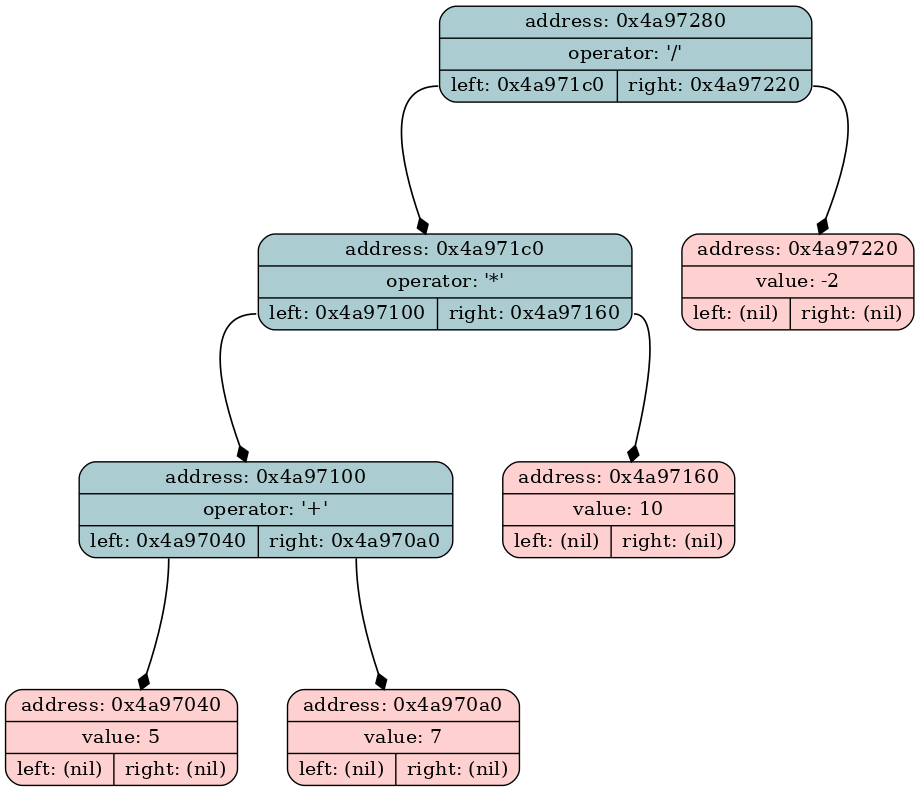 address: 0x4a97280
operator: '/'
left: 0x4a971c0 right: 0x4a97220
address: 0x4a971c0
operator: '*'
left: 0x4a97100 right: 0x4a97160
address: 0x4a97220
value: -2
left: (nil) right: (nil)
address: 0x4a97100
operator: '+'
left: 0x4a97040 right: 0x4a970a0
address: 0x4a97160
value: 10
left: (nil) right: (nil)
address: 0x4a97040
value: 5
left: (nil) right: (nil)
address: 0x4a970a0
value: 7
left: (nil) right: (nil)